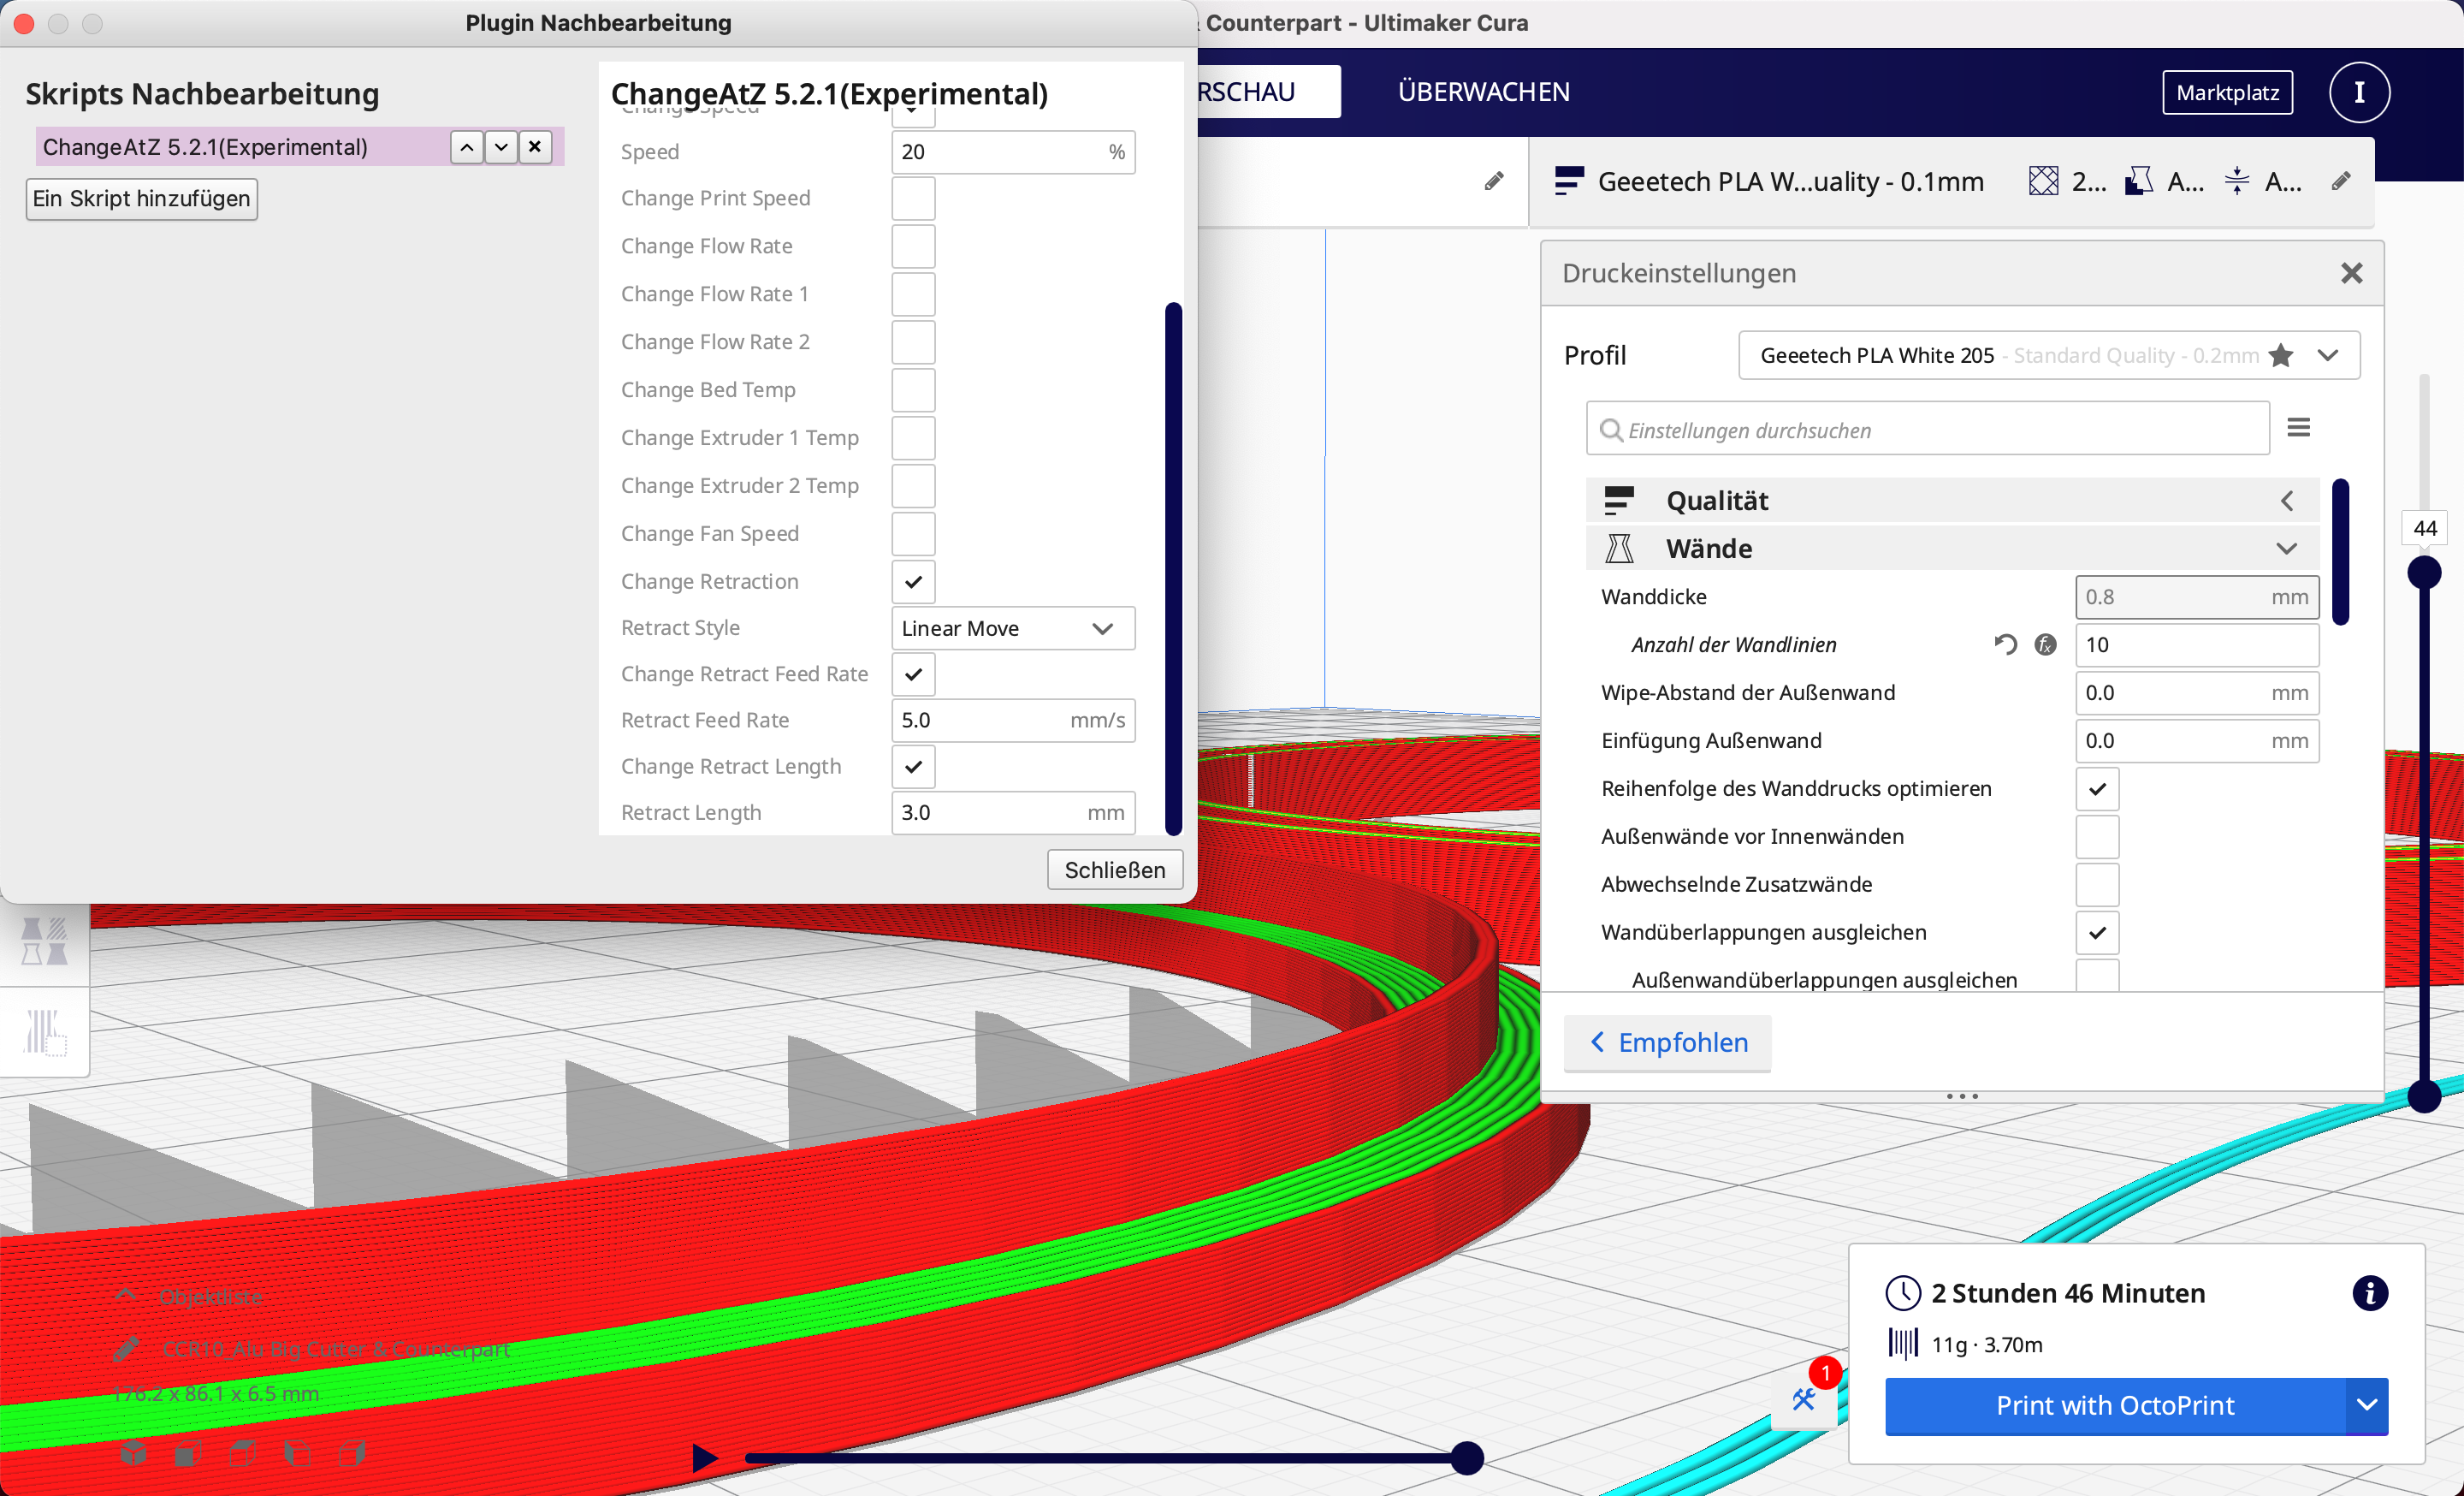 Plugin Nachbearbeitung
Counterpart - Ultimaker Cura
Skripts Nachbearbeitung
ChangeAtZ 5.2.1(Experimental)
Ein Skript hinzufügen
ChangeAtZ 5.2.1(Experimental)
Change Speed
Speed 20 %
Change Print Speed
Change Flow Rate
Change Flow Rate 1
Change Flow Rate 2
Change Bed Temp
Change Extruder 1 Temp
Change Extruder 2 Temp
Change Fan Speed
Change Retraction
Retract Style Linear Move
Change Retract Feed Rate
Retract Feed Rate 5.0 mm/s
Change Retract Length
Retract Length 3.0 mm
Schließen
RSCHAU
ÜBERWACHEN
Marktplatz
I
Geeetech PLA W...uality - 0.1mm 2... A... A...
Druckeinstellungen
Profil Geeetech PLA White 205 - Standard Quality - 0.2mm
Einstellungen durchsuchen
Qualität
Wände
Wanddicke 0.8 mm
Anzahl der Wandlinien fx 10
Wipe-Abstand der Außenwand 0.0 mm
Einfügung Außenwand 0.0 mm
Reihenfolge des Wanddrucks optimieren
Außenwände vor Innenwänden
Abwechselnde Zusatzwände
Wandüberlappungen ausgleichen
Außenwandüberlappungen ausgleichen
Empfohlen
44
Objektliste
CCR10_Alu Big Cutter & Counterpart
176.2 x 86.1 x 6.5 mm
2 Stunden 46 Minuten
i
11g · 3.70m
1
Print with OctoPrint